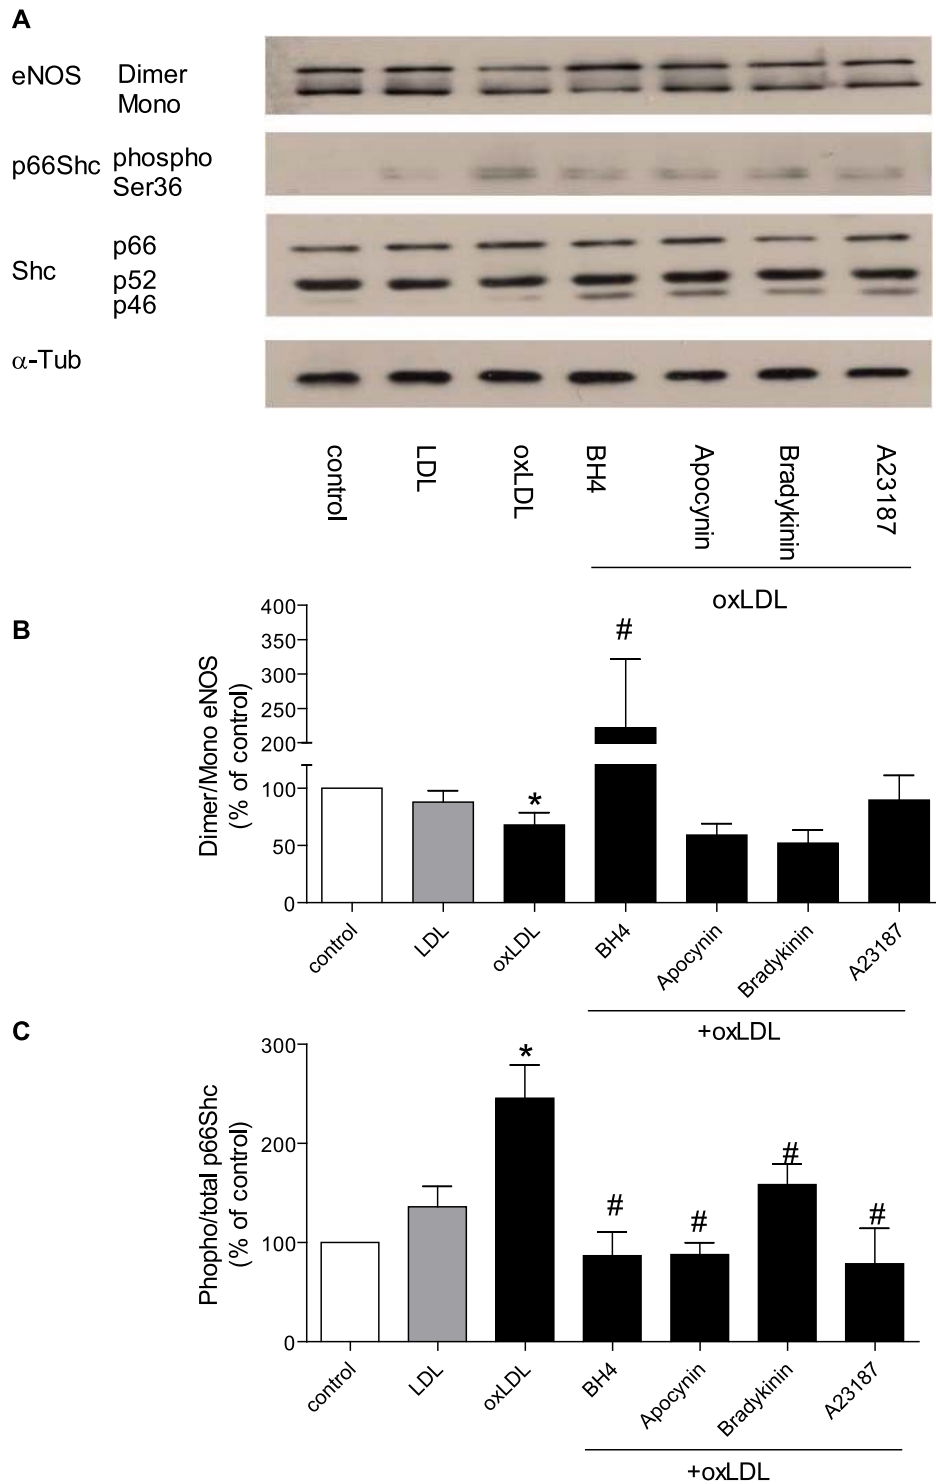 A
eNOS Dimer
Mono
p66Shc phospho
Ser36
p66
Shc
p52
p46
α-Tub
control LDL oxLDL BH4 Apocynin Bradykinin A23187
oxLDL
B
Dimer/Mono eNOS
(% of control)
400
350
300
250
200
100
50
0
#
*
control LDL oxLDL BH4 Apocynin Bradykinin A23187
+oxLDL
C
Phopho/total p66Shc
(% of control)
300
200
100
0
*
# # # #
control LDL oxLDL BH4 Apocynin Bradykinin A23187
+oxLDL